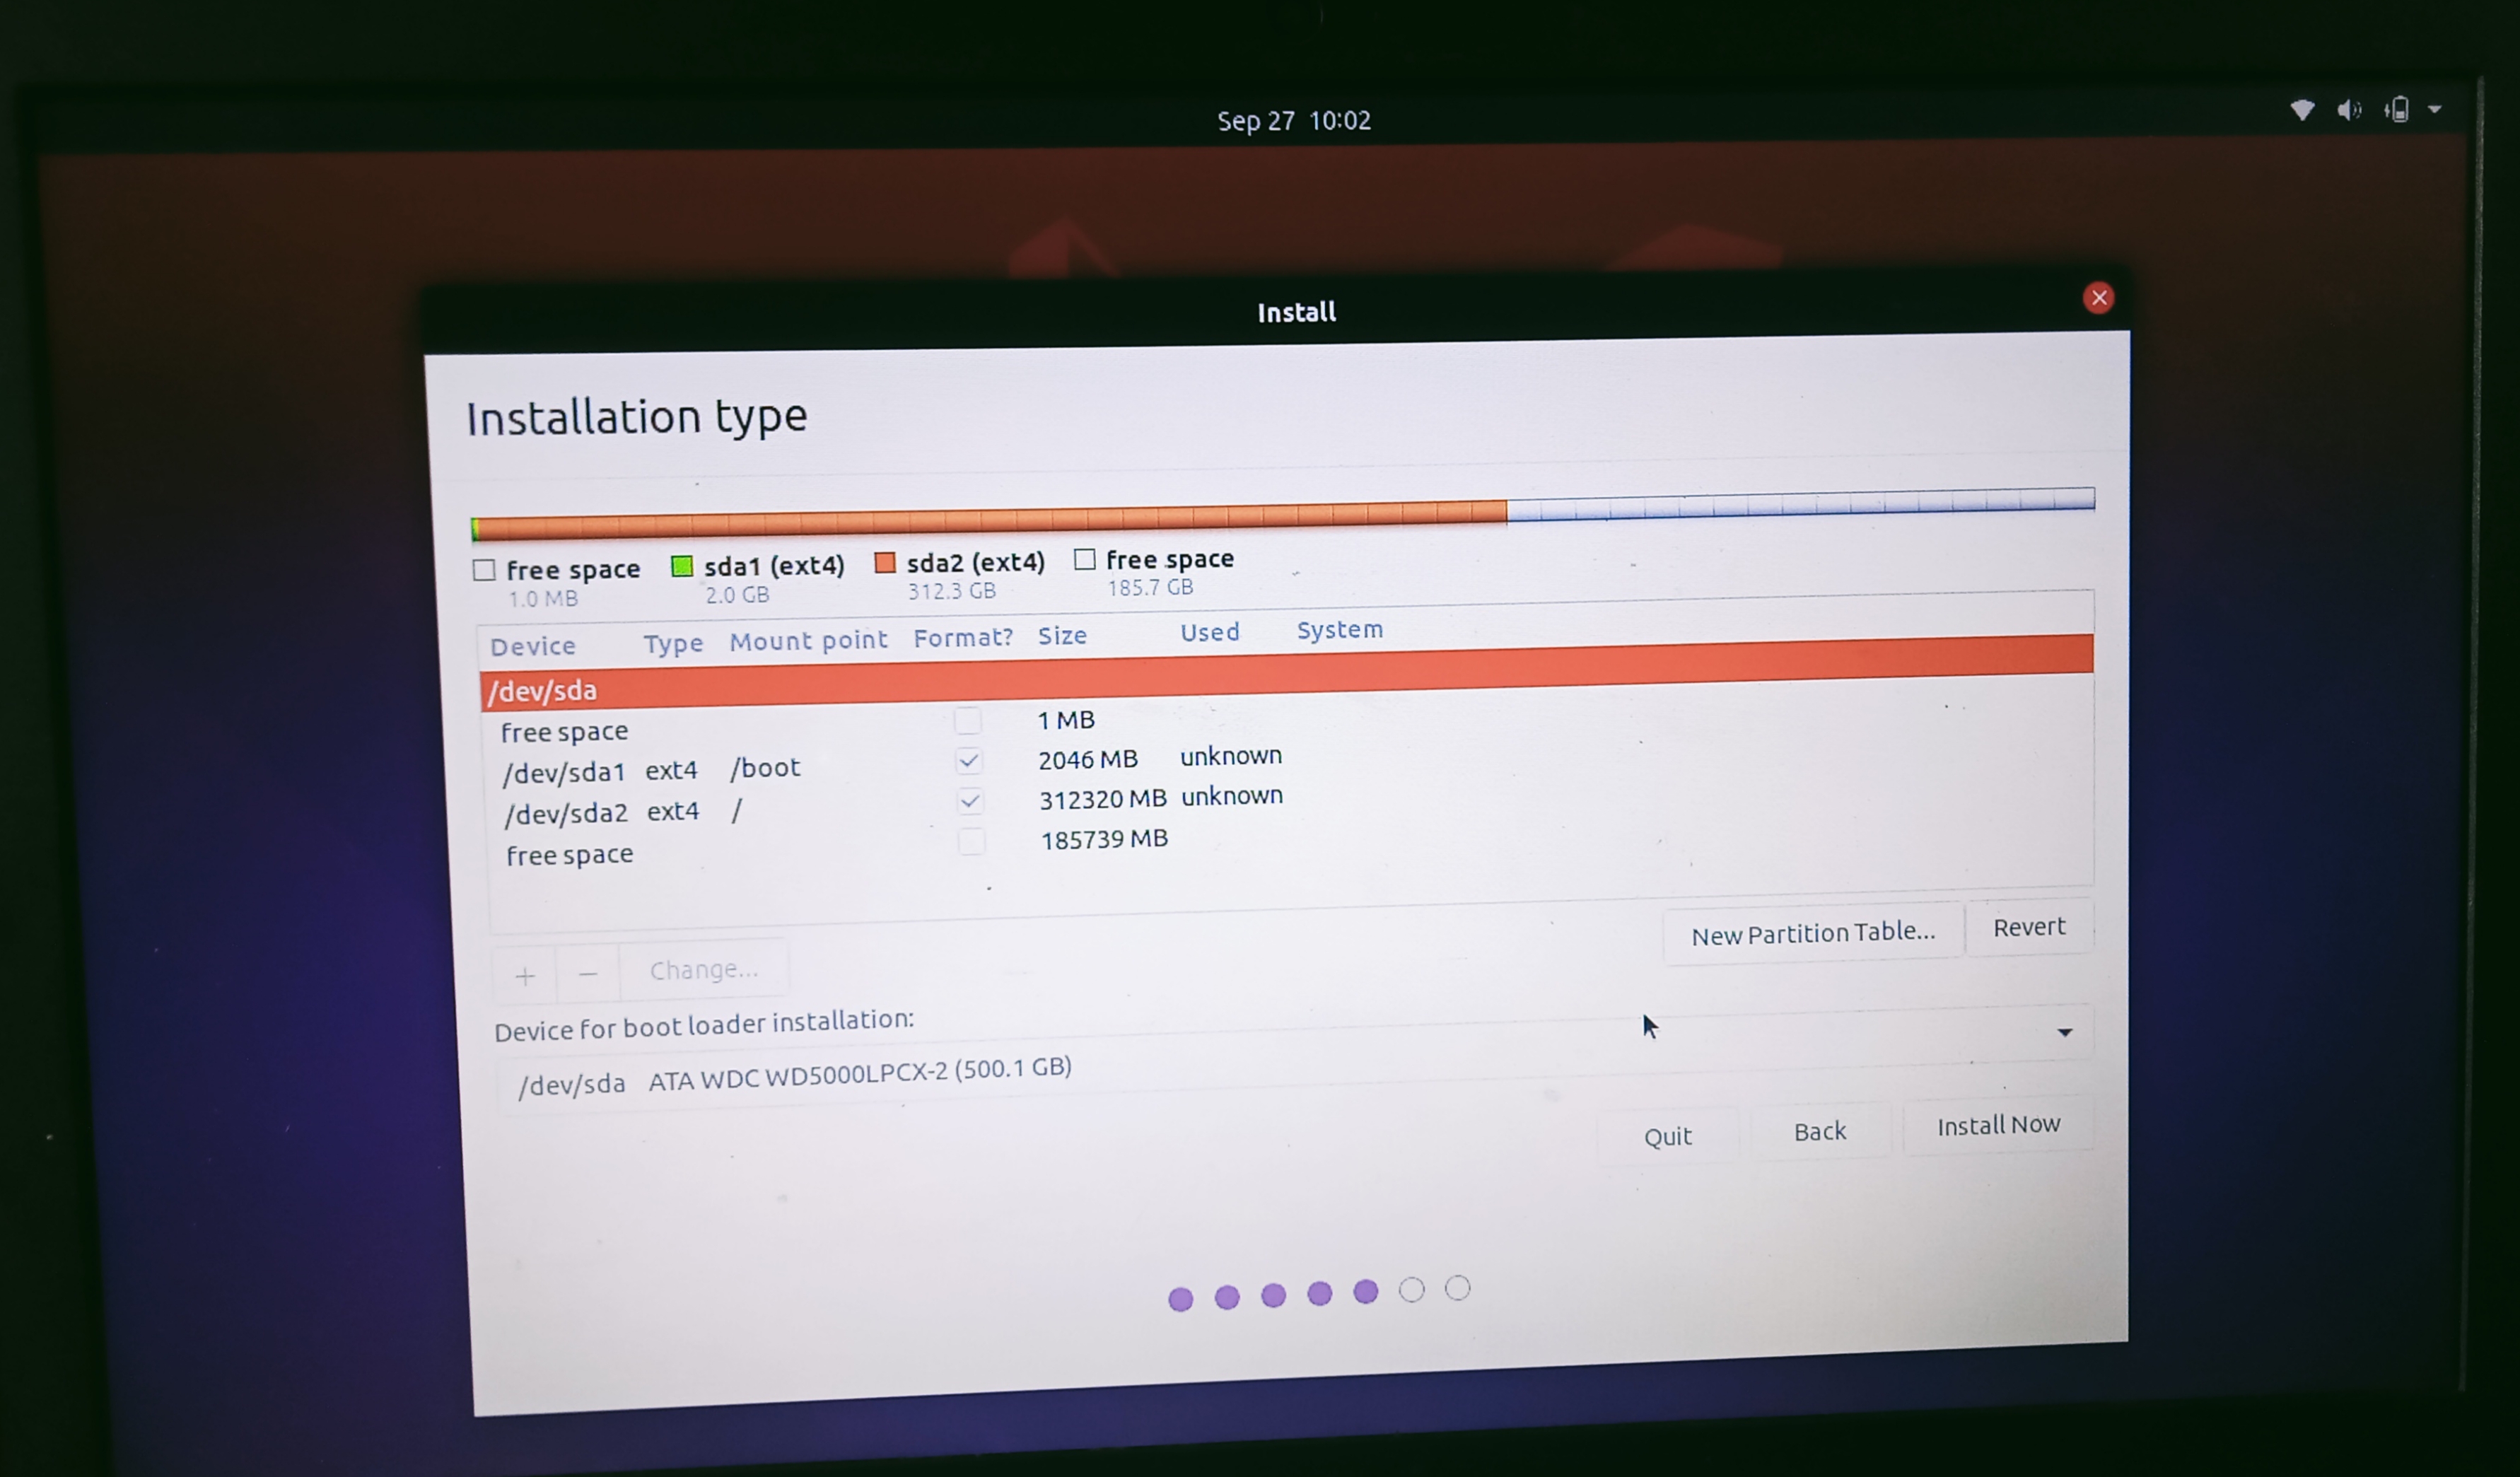 Sep 27 10:02
Install
Installation type
free space sda1 (ext4) sda2 (ext4) free space
1.0 MB 2.0 GB 312.3 GB 185.7 GB
Device Type Mount point Format? Size Used System
/dev/sda
free space 1 MB
/dev/sda1 ext4 /boot 2046 MB unknown
/dev/sda2 ext4 / 312320 MB unknown
free space 185739 MB
+ − Change... New Partition Table... Revert
Device for boot loader installation:
/dev/sda ATA WDC WD5000LPCX-2 (500.1 GB)
Quit Back Install Now